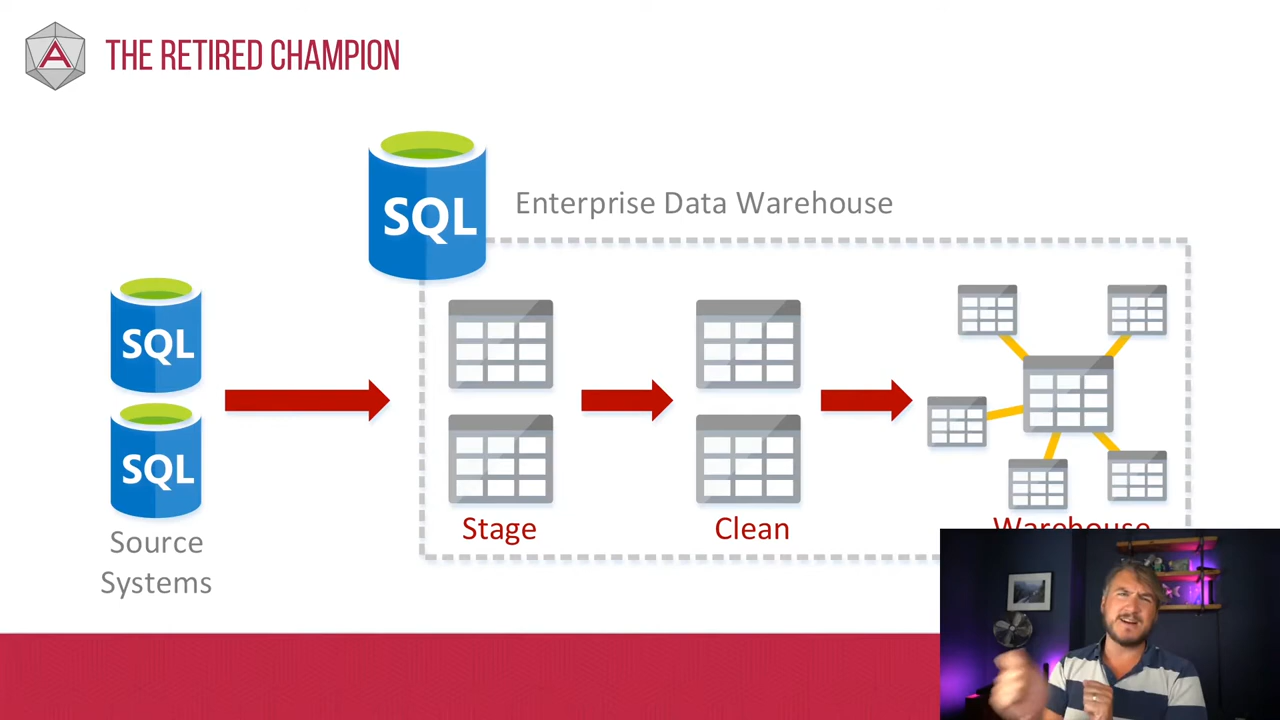 A
THE RETIRED CHAMPION
SQL
Enterprise Data Warehouse
SQL
SQL
Source
Systems
Stage
Clean
Warehouse